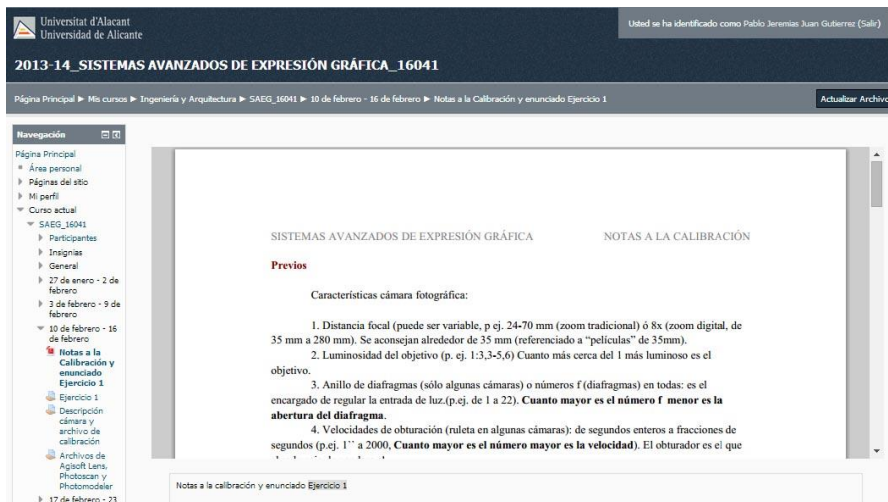 Universitat d'Alacant
Universidad de Alicante
Usted se ha identificado como Pablo Jeremias Juan Gutierrez (Salir)
2013-14_SISTEMAS AVANZADOS DE EXPRESIÓN GRÁFICA_16041
Página Principal ► Mis cursos ► Ingeniería y Arquitectura ► SAEG_16041 ► 10 de febrero - 16 de febrero ► Notas a la Calibración y enunciado Ejercicio 1
Actualizar Archivo
Navegación
Página Principal
Área personal
Páginas del sitio
Mi perfil
Curso actual
SAEG_16041
Participantes
Insignias
General
27 de enero - 2 de
febrero
3 de febrero - 9 de
febrero
10 de febrero - 16
de febrero
Notas a la
Calibración y
enunciado
Ejercicio 1
Ejercicio 1
Descripción
cámara y
archivo de
calibración
Archivos de
Agisoft Lens,
Photoscan y
Photomodeler
17 de febrero - 23
SISTEMAS AVANZADOS DE EXPRESIÓN GRÁFICA NOTAS A LA CALIBRACIÓN
Previos
Características cámara fotográfica:
1. Distancia focal (puede ser variable, p ej. 24-70 mm (zoom tradicional) ó 8x (zoom digital, de
35 mm a 280 mm). Se aconsejan alrededor de 35 mm (referenciado a “películas” de 35mm).
2. Luminosidad del objetivo (p. ej. 1:3,3-5,6) Cuanto más cerca del 1 más luminoso es el
objetivo.
3. Anillo de diafragmas (sólo algunas cámaras) o números f (diafragmas) en todas: es el
encargado de regular la entrada de luz.(p.ej. de 1 a 22). Cuanto mayor es el número f menor es la
abertura del diafragma.
4. Velocidades de obturación (ruleta en algunas cámaras): de segundos enteros a fracciones de
segundos (p.ej. 1`` a 2000, Cuanto mayor es el número mayor es la velocidad). El obturador es el que
Notas a la calibración y enunciado Ejercicio 1